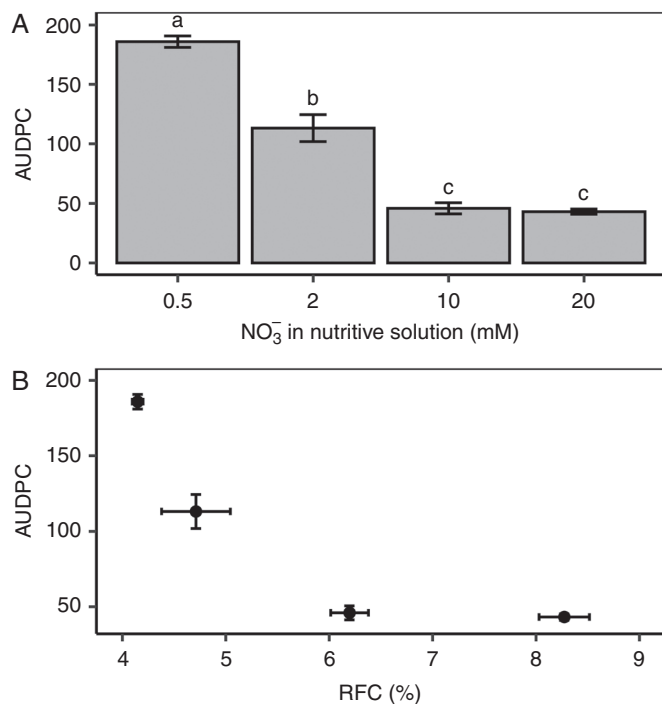 A
200
150
100
50
0
AUDPC
a
b
c
c
0.5 2 10 20
NO₃⁻ in nutritive solution (mM)
B
200
150
100
50
AUDPC
4 5 6 7 8 9
RFC (%)